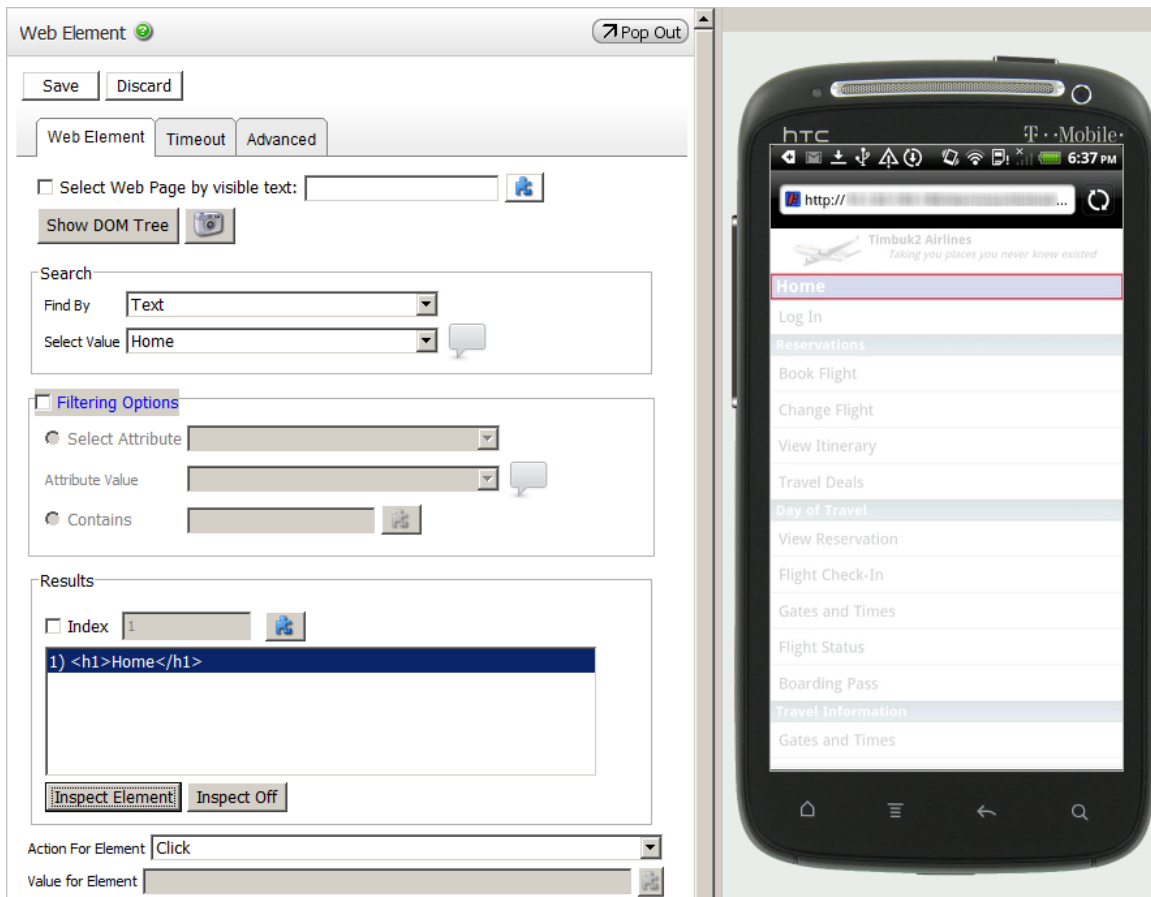 Web Element
Pop Out
Save Discard
Web Element Timeout Advanced
Select Web Page by visible text:
Show DOM Tree
Search
Find By Text
Select Value Home
Filtering Options
Select Attribute
Attribute Value
Contains
Results
Index 1
1) <h1>Home</h1>
Inspect Element Inspect Off
Action For Element Click
Value for Element
hTC T··Mobile·
6:37 PM
http:// ...
Timbuk2 Airlines
Taking you places you never knew existed
Home
Log In
Reservations
Book Flight
Change Flight
View Itinerary
Travel Deals
Day of Travel
View Reservation
Flight Check-In
Gates and Times
Flight Status
Boarding Pass
Travel Information
Gates and Times